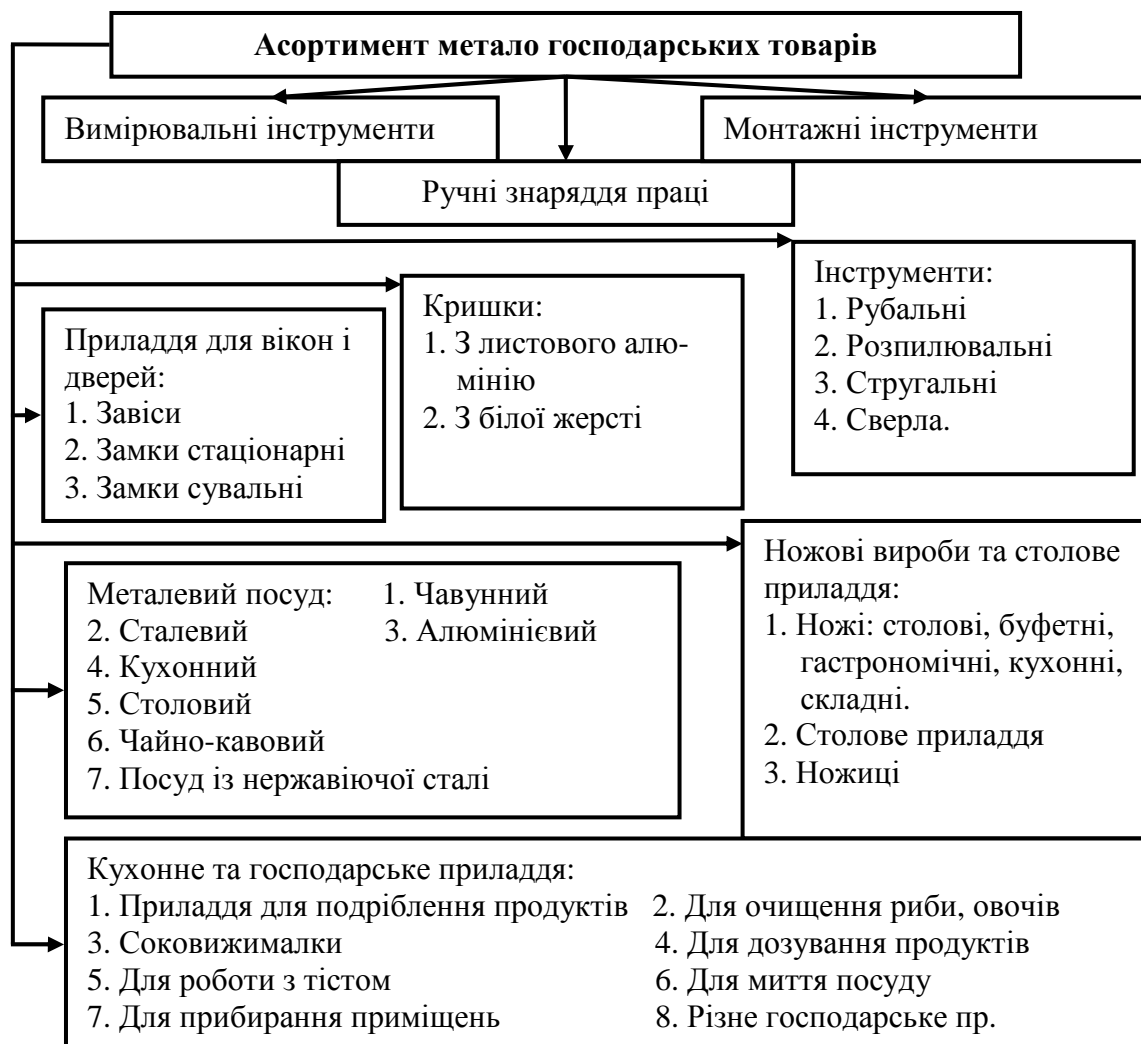 Асортимент метало господарських товарів
Вимірювальні інструменти
Монтажні інструменти
Ручні знаряддя праці
Інструменти:
1. Рубальні
2. Розпилювальні
3. Стругальні
4. Сверла.
Кришки:
1. З листового алю-
мінію
2. З білої жерсті
Приладдя для вікон і
дверей:
1. Завіси
2. Замки стаціонарні
3. Замки сувальні
Ножові вироби та столове
приладдя:
1. Ножі: столові, буфетні,
гастрономічні, кухонні,
складні.
2. Столове приладдя
3. Ножиці
Металевий посуд: 1. Чавунний
2. Сталевий 3. Алюмінієвий
4. Кухонний
5. Столовий
6. Чайно-кавовий
7. Посуд із нержавіючої сталі
Кухонне та господарське приладдя:
1. Приладдя для подріблення продуктів 2. Для очищення риби, овочів
3. Соковижималки 4. Для дозування продуктів
5. Для роботи з тістом 6. Для миття посуду
7. Для прибирання приміщень 8. Різне господарське пр.